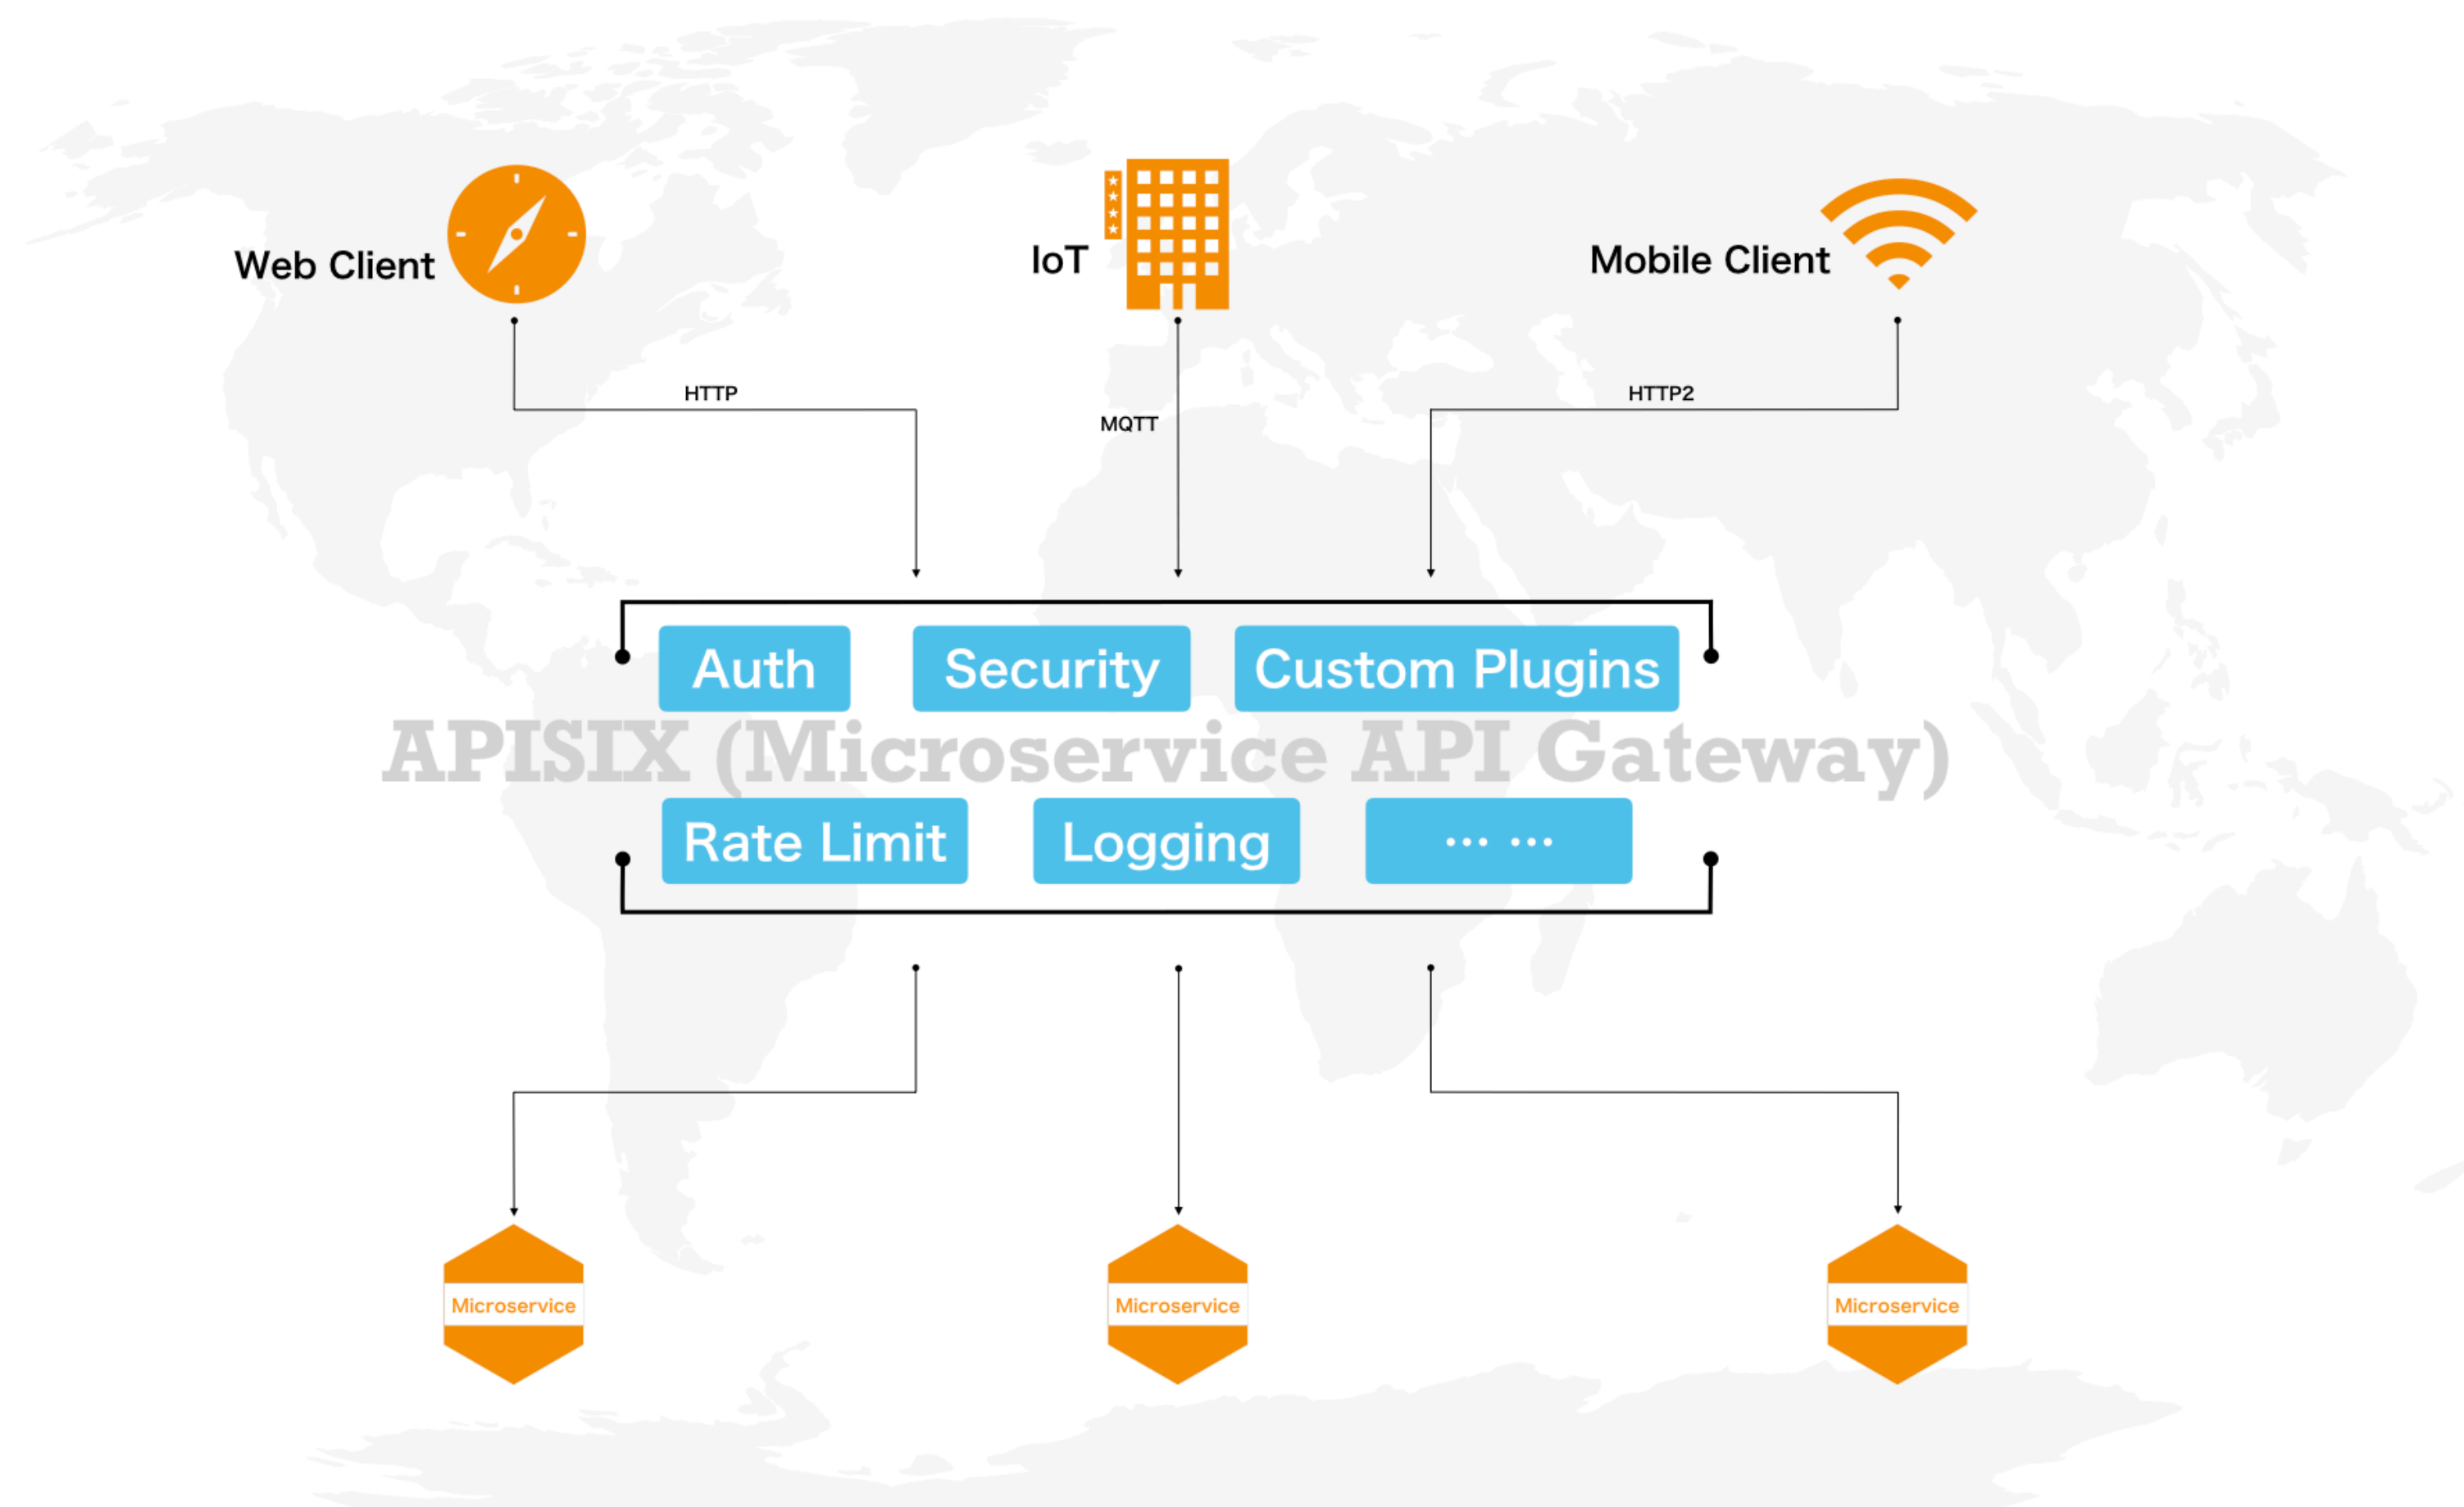 Web Client
IoT
Mobile Client
HTTP
MQTT
HTTP2
Auth
Security
Custom Plugins
APISIX (Microservice API Gateway)
Rate Limit
Logging
... ...
Microservice
Microservice
Microservice